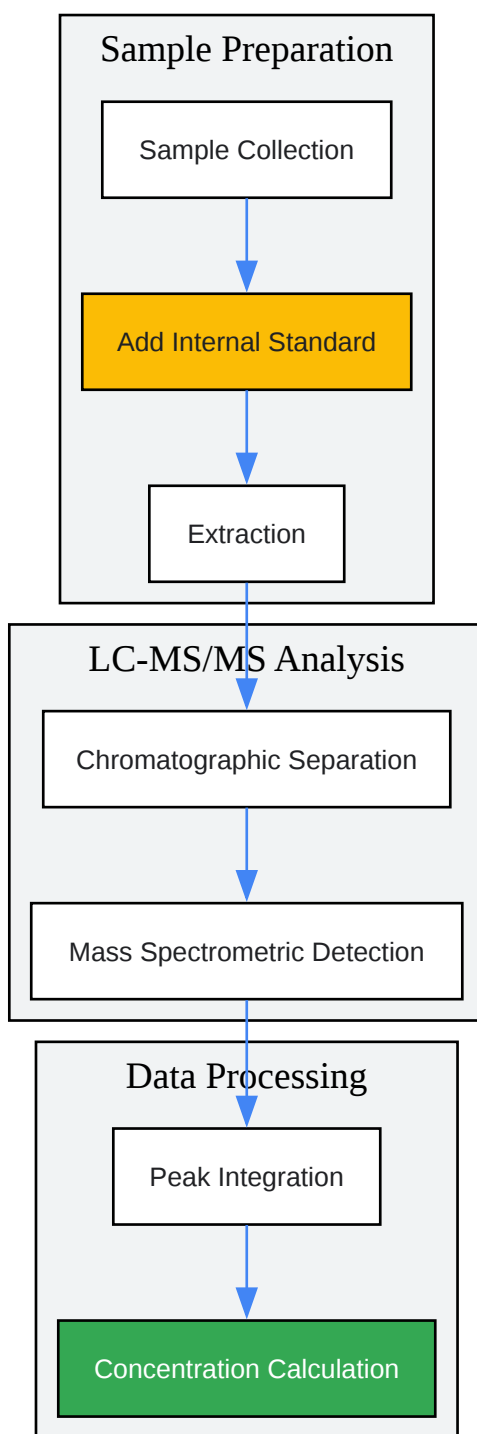 Sample Preparation
Sample Collection
Add Internal Standard
Extraction
LC-MS/MS Analysis
Chromatographic Separation
Mass Spectrometric Detection
Data Processing
Peak Integration
Concentration Calculation